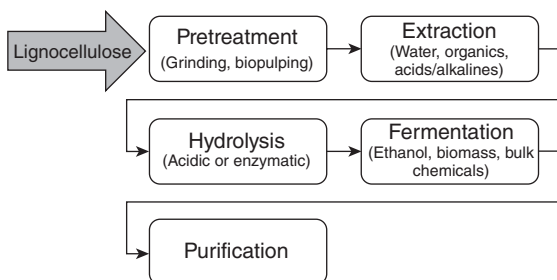 Lignocellulose
Pretreatment
(Grinding, biopulping)
Extraction
(Water, organics,
acids/alkalines)
Hydrolysis
(Acidic or enzymatic)
Fermentation
(Ethanol, biomass, bulk
chemicals)
Purification